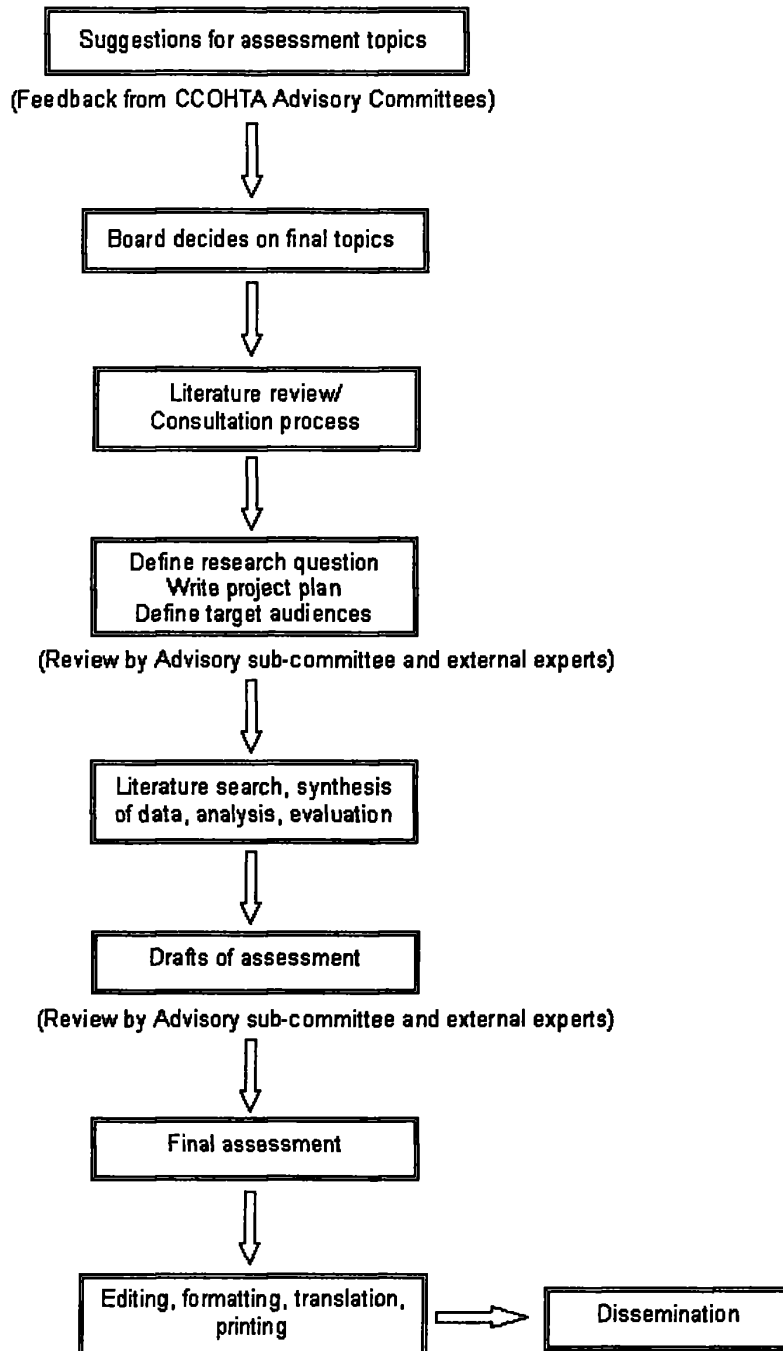 Suggestions for assessment topics
(Feedback from CCOHTA Advisory Committees)
Board decides on final topics
Literature review/
Consultation process
Define research question
Write project plan
Define target audiences
(Review by Advisory sub-committee and external experts)
Literature search, synthesis
of data, analysis, evaluation
Drafts of assessment
(Review by Advisory sub-committee and external experts)
Final assessment
Editing, formatting, translation,
printing
Dissemination